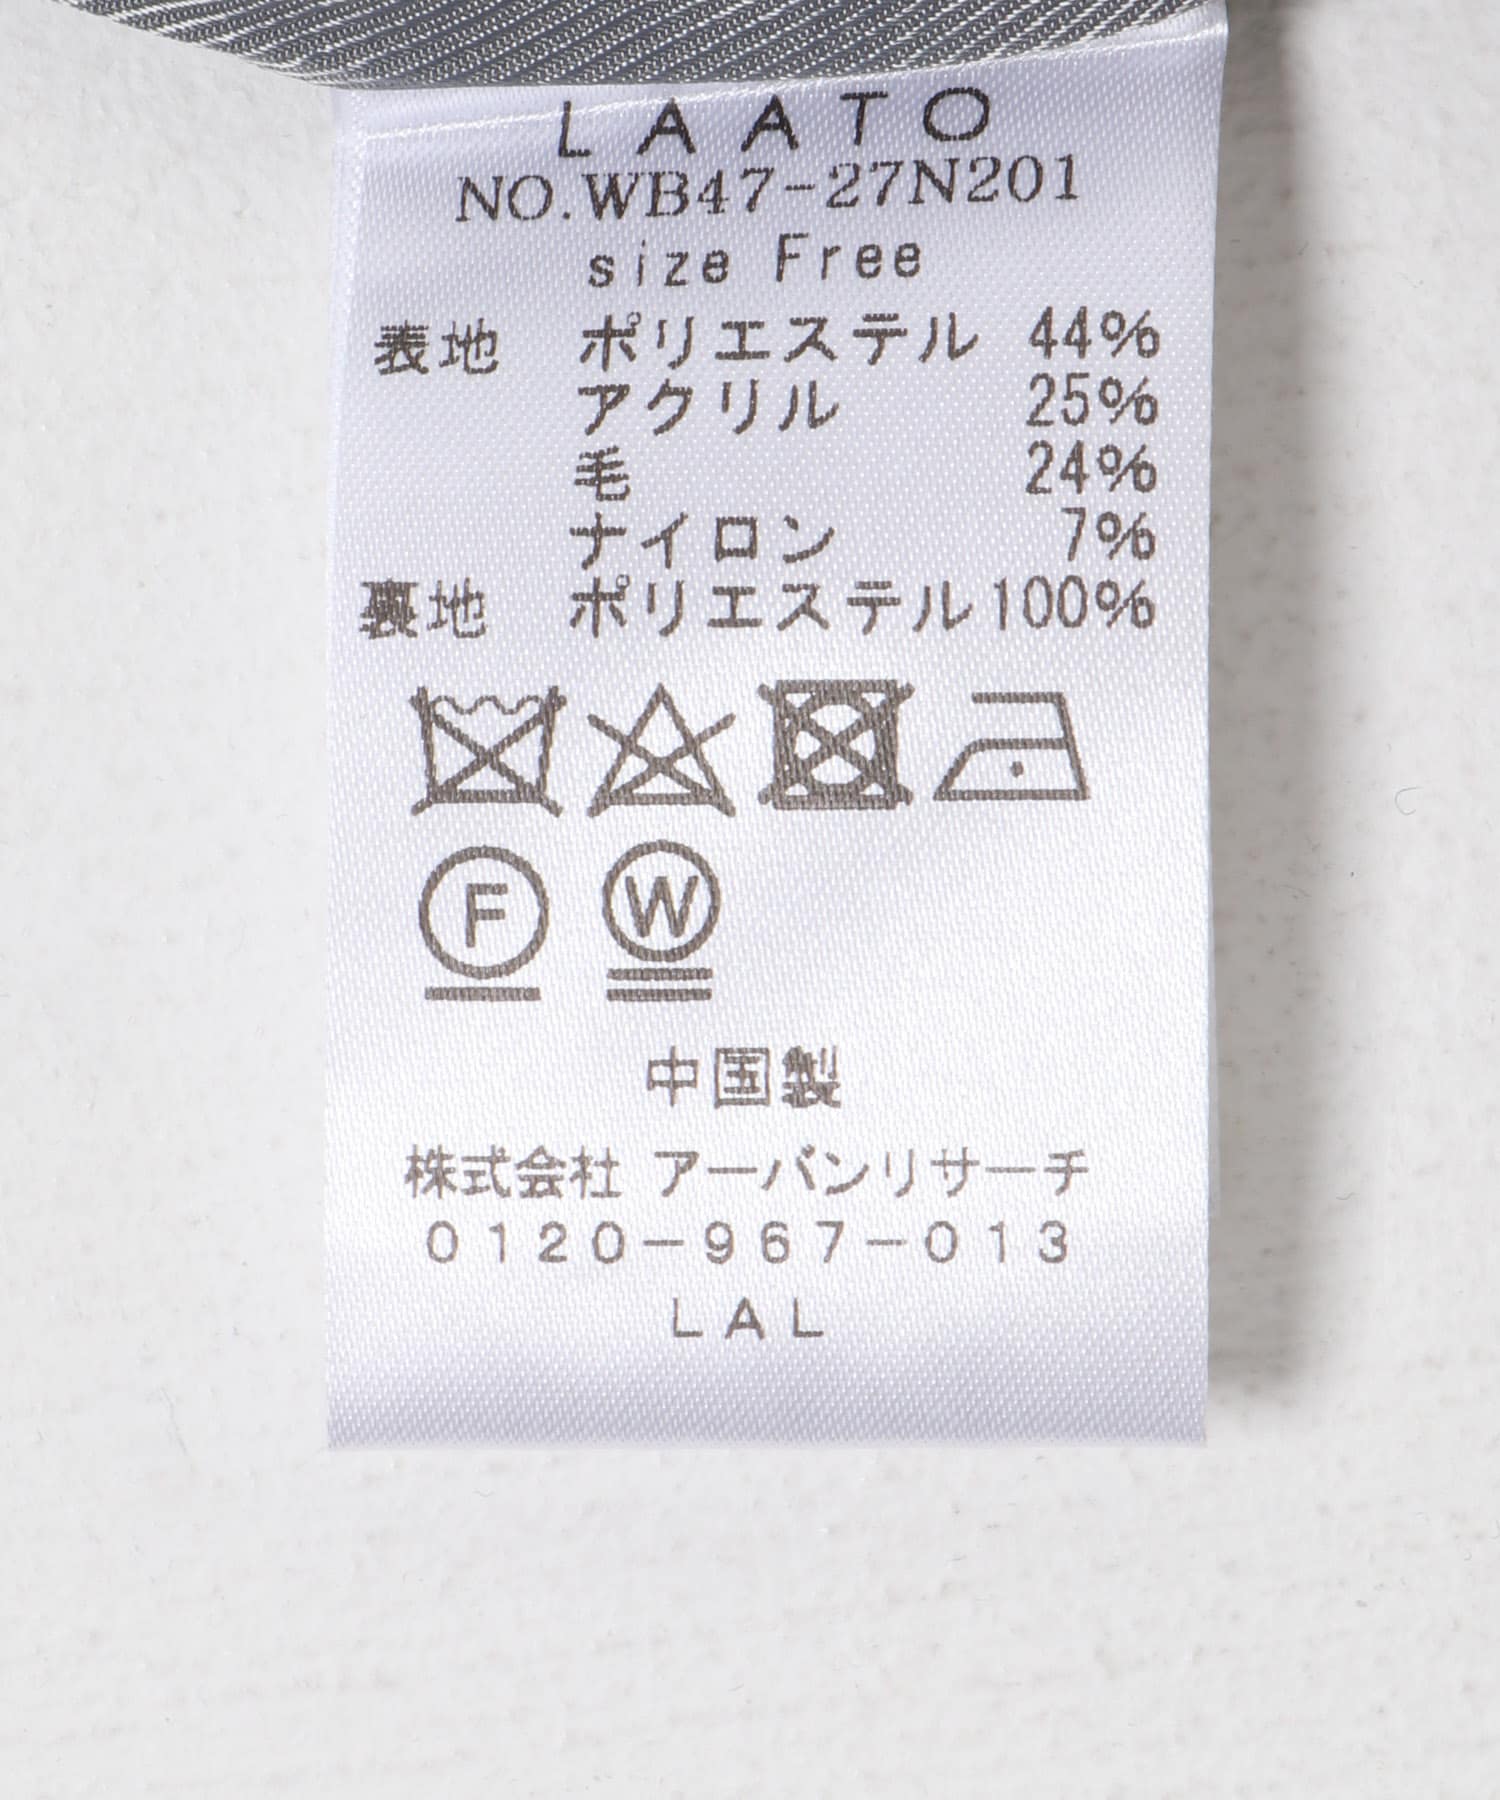 LAATO
NO.WB47-27N201
size Free
表地 ポリエステル 44%
アクリル 25%
毛 24%
ナイロン 7%
裏地 ポリエステル100%
F W
中国製
株式会社 アーバンリサーチ
0120-967-013
LAL